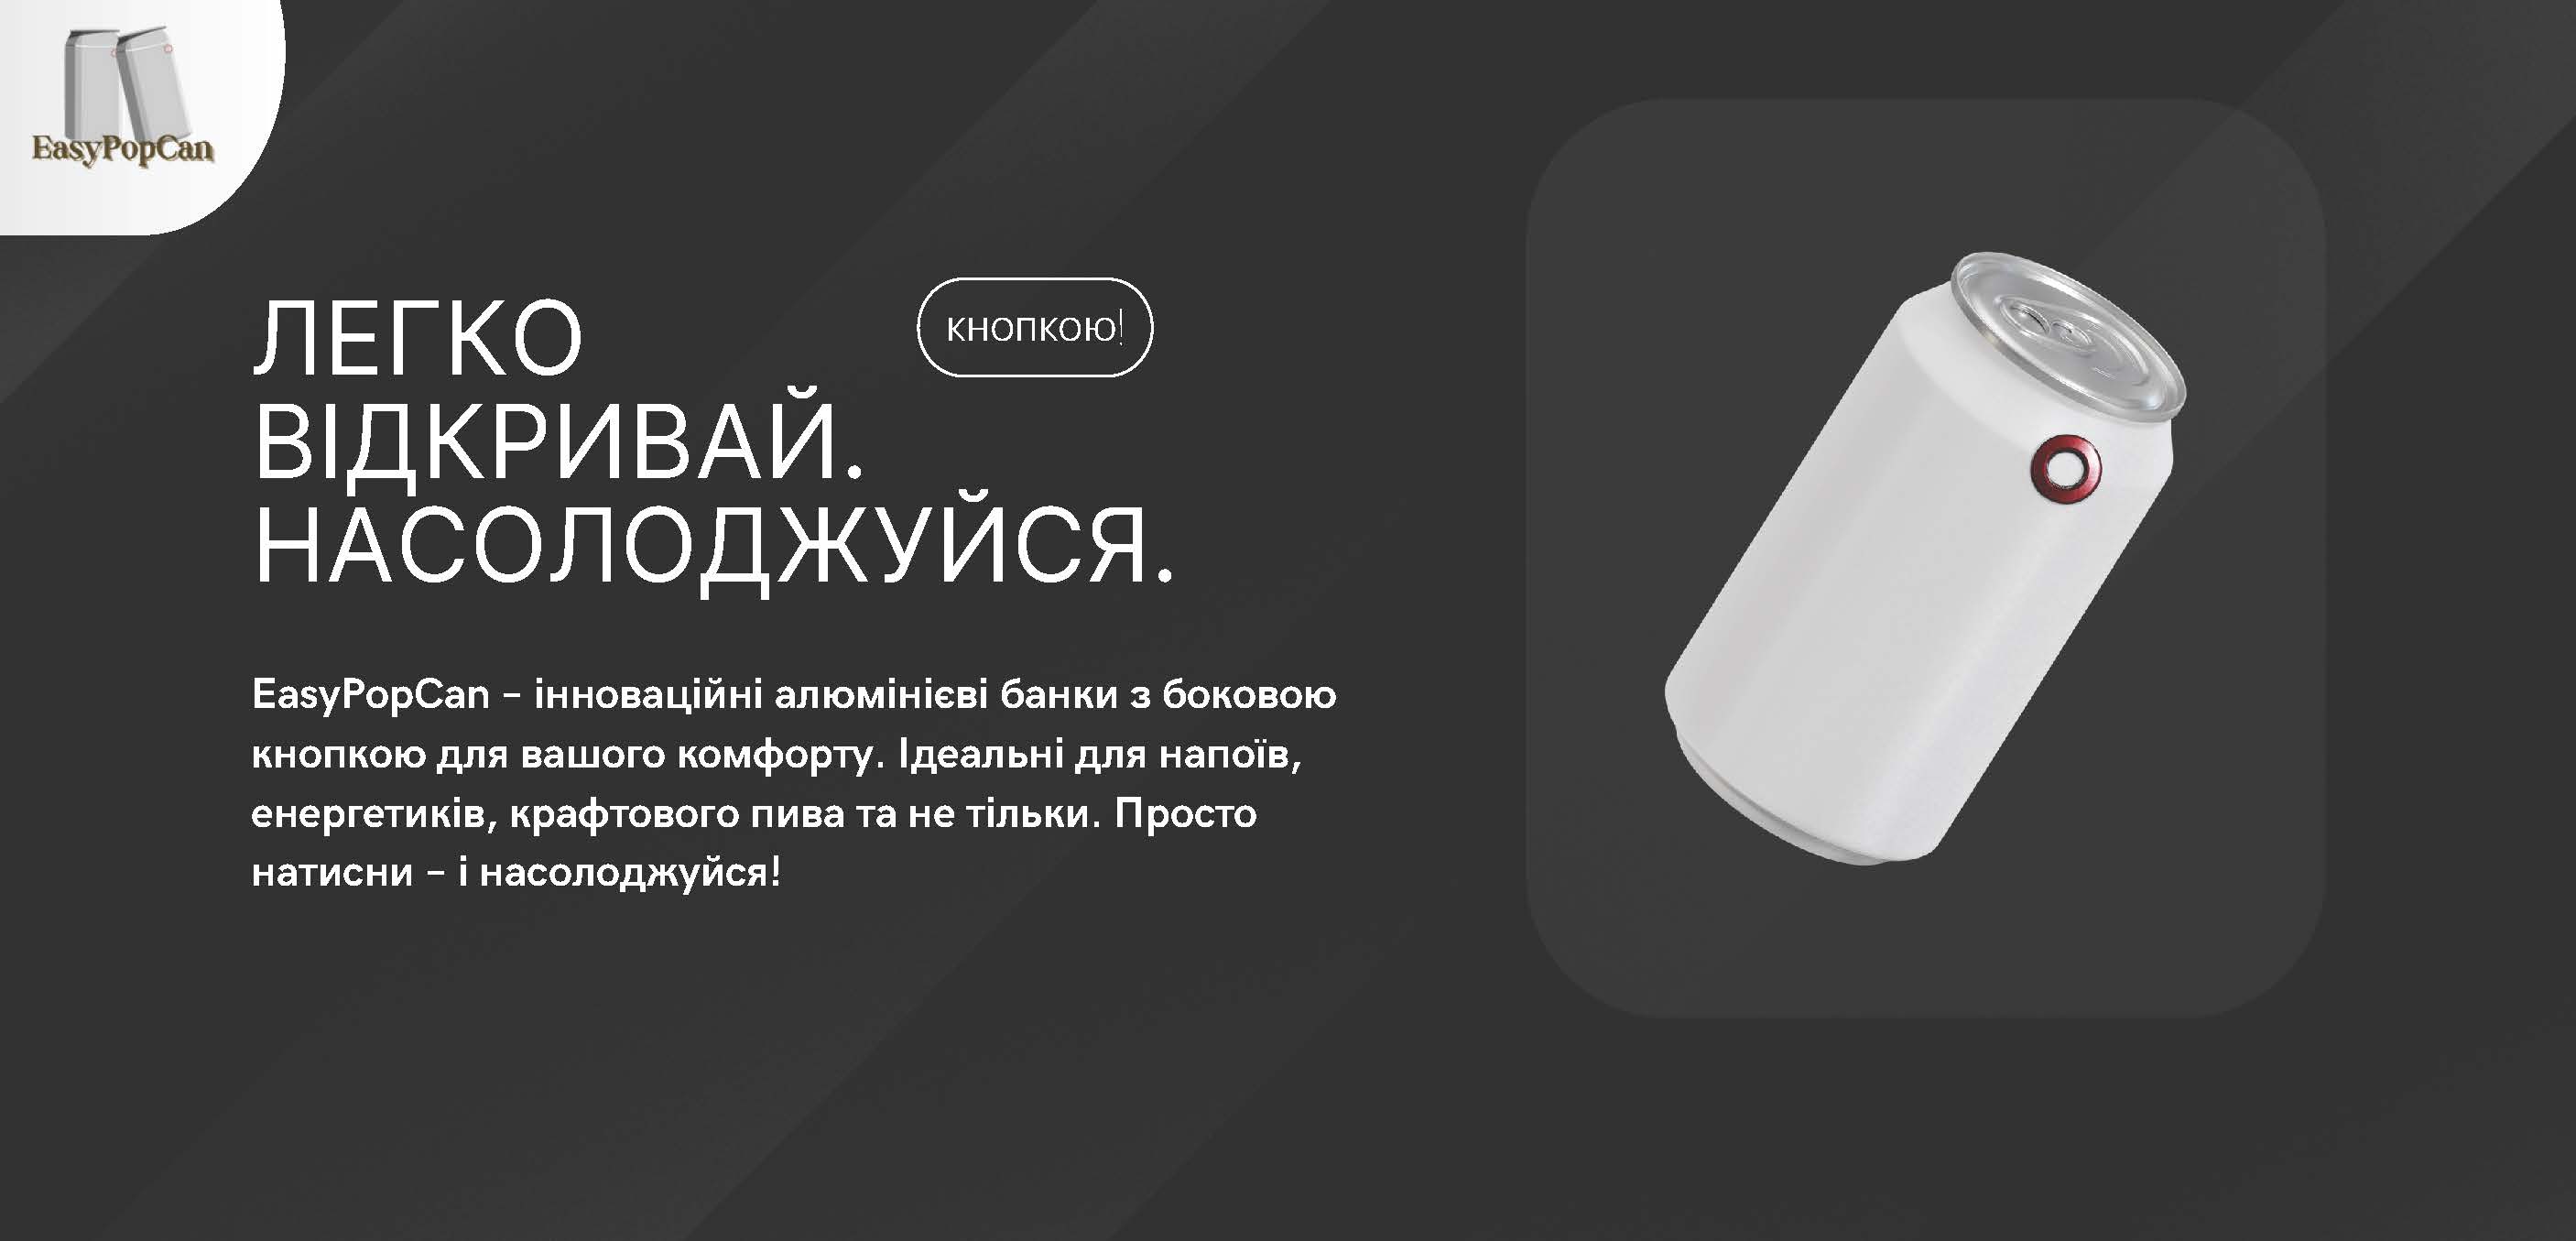 EasyPopCan
ЛЕГКО
кнопкою!
ВІДКРИВАЙ.
НАСОЛОДЖУЙСЯ.
EasyPopCan – інноваційні алюмінієві банки з боковою
кнопкою для вашого комфорту. Ідеальні для напоїв,
енергетиків, крафтового пива та не тільки. Просто
натисни – і насолоджуйся!